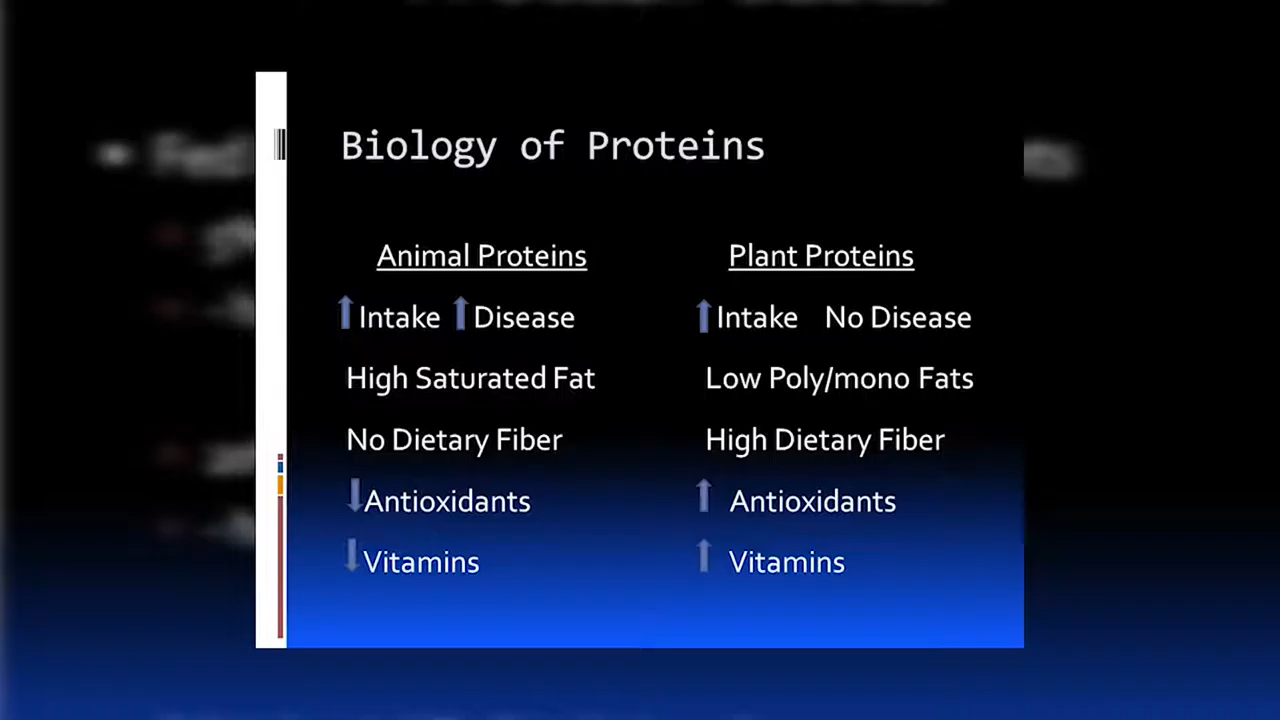 Biology of Proteins
Animal Proteins
Plant Proteins
Intake Disease
Intake No Disease
High Saturated Fat
Low Poly/mono Fats
No Dietary Fiber
High Dietary Fiber
Antioxidants
Antioxidants
Vitamins
Vitamins